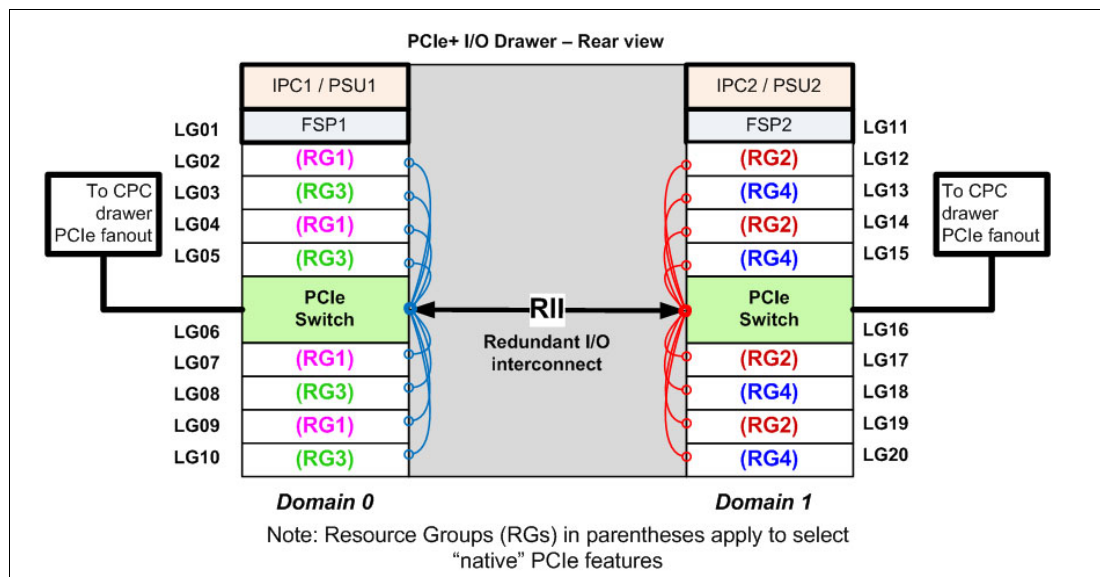 PCIe+ I/O Drawer – Rear view
IPC1 / PSU1
IPC2 / PSU2
LG01
FSP1
FSP2
LG11
LG02
(RG1)
(RG2)
LG12
LG03
(RG3)
(RG4)
LG13
LG04
(RG1)
(RG2)
LG14
LG05
(RG3)
(RG4)
LG15
To CPC
drawer
PCIe fanout
To CPC
drawer
PCIe fanout
PCIe
Switch
RII
Redundant I/O
interconnect
PCIe
Switch
LG06
LG16
LG07
(RG1)
(RG2)
LG17
LG08
(RG3)
(RG4)
LG18
LG09
(RG1)
(RG2)
LG19
LG10
(RG3)
(RG4)
LG20
Domain 0
Domain 1
Note: Resource Groups (RGs) in parentheses apply to select
“native” PCIe features